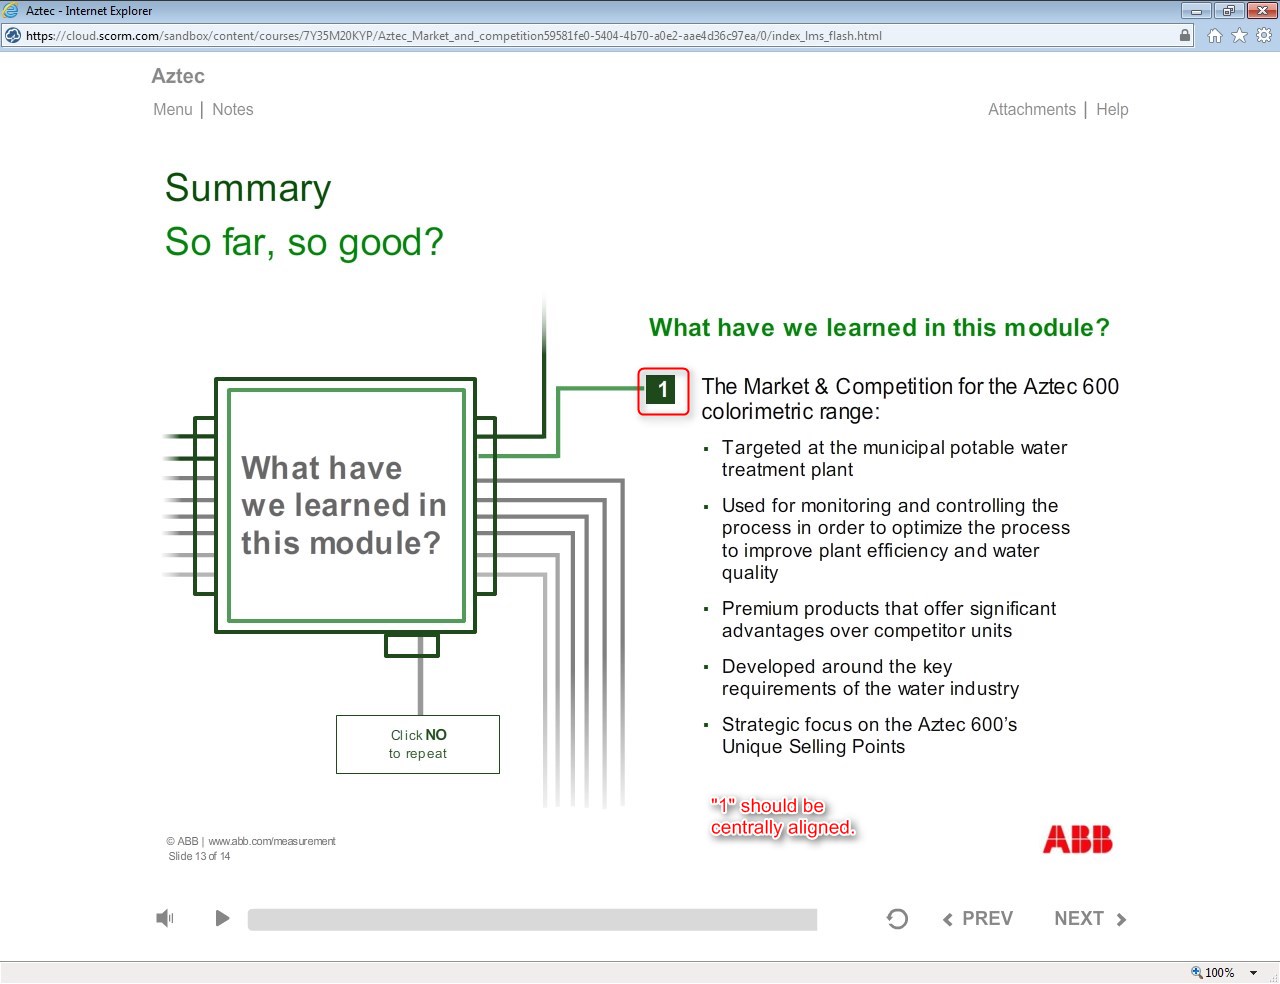 Aztec - Internet Explorer
https://cloud.scorm.com/sandbox/content/courses/7Y35M20KYP/Aztec_Market_and_competition59581fe0-5404-4b70-a0e2-aae4d36c97ea/0/index_lms_flash.html
Aztec
Menu | Notes
Attachments | Help
Summary
So far, so good?
What have we learned in this module?
1
The Market & Competition for the Aztec 600
colorimetric range:
▪ Targeted at the municipal potable water
treatment plant
▪ Used for monitoring and controlling the
process in order to optimize the process
to improve plant efficiency and water
quality
▪ Premium products that offer significant
advantages over competitor units
▪ Developed around the key
requirements of the water industry
▪ Strategic focus on the Aztec 600’s
Unique Selling Points
What have
we learned in
this module?
Click NO
to repeat
"1" should be
centrally aligned.
© ABB | www.abb.com/measurement
Slide 13 of 14
ABB
PREV
NEXT
100%